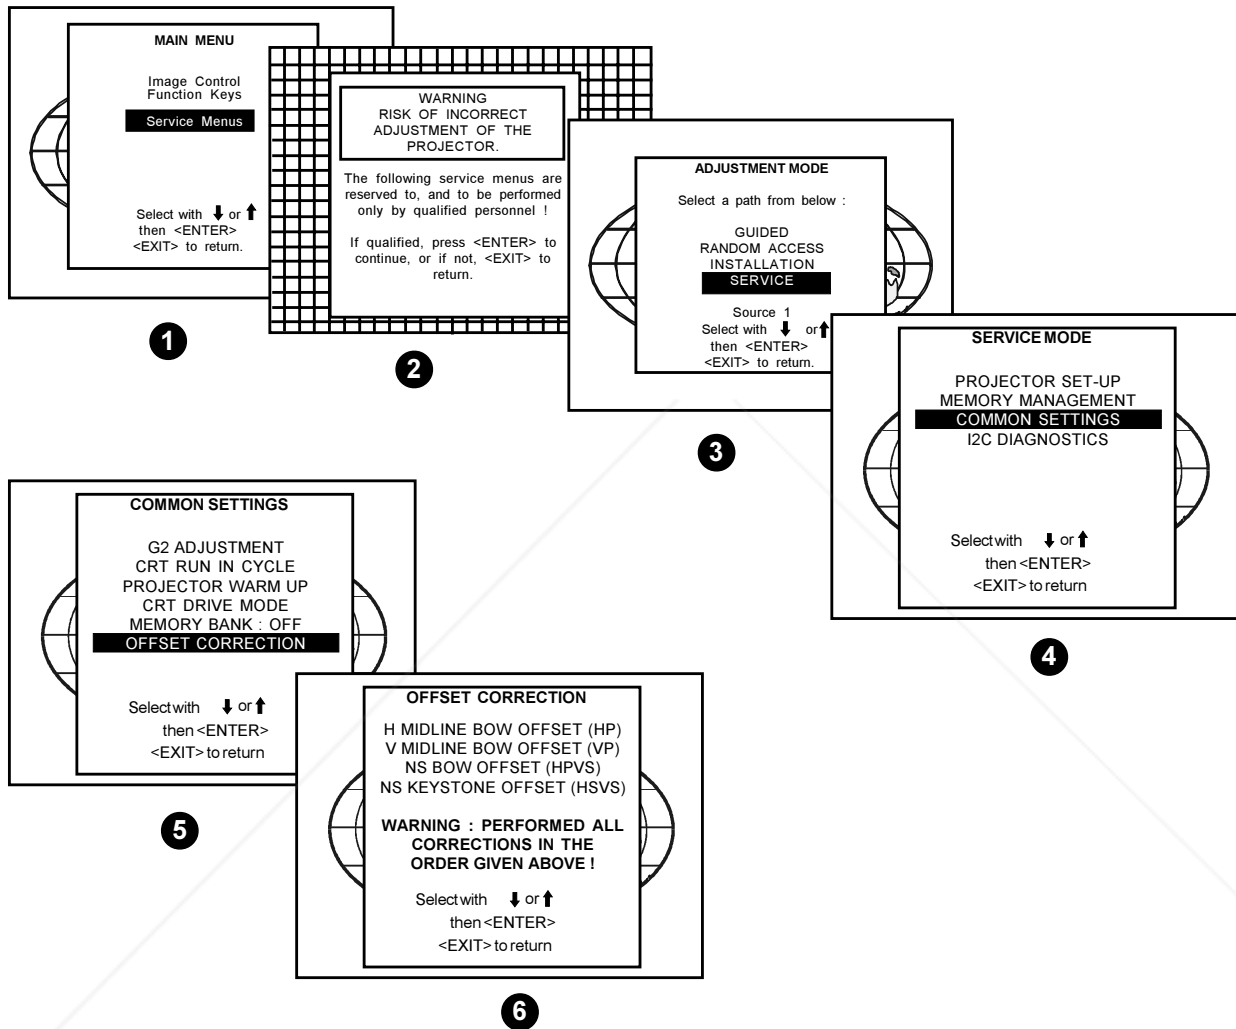 MAIN MENU
Image Control
Function Keys
Service Menus
Select with ⬇ or ⬆
then <ENTER>
<EXIT> to return.
1
WARNING
RISK OF INCORRECT
ADJUSTMENT OF THE
PROJECTOR.
The following service menus are
reserved to, and to be performed
only by qualified personnel !
If qualified, press <ENTER> to
continue, or if not, <EXIT> to
return.
2
ADJUSTMENT MODE
Select a path from below :
GUIDED
RANDOM ACCESS
INSTALLATION
SERVICE
Source 1
Select with ⬇ or ⬆
then <ENTER>
<EXIT> to return.
3
SERVICE MODE
PROJECTOR SET-UP
MEMORY MANAGEMENT
COMMON SETTINGS
I2C DIAGNOSTICS
Select with ⬇ or ⬆
then <ENTER>
<EXIT> to return
4
COMMON SETTINGS
G2 ADJUSTMENT
CRT RUN IN CYCLE
PROJECTOR WARM UP
CRT DRIVE MODE
MEMORY BANK : OFF
OFFSET CORRECTION
Select with ⬇ or ⬆
then <ENTER>
<EXIT> to return
5
OFFSET CORRECTION
H MIDLINE BOW OFFSET (HP)
V MIDLINE BOW OFFSET (VP)
NS BOW OFFSET (HPVS)
NS KEYSTONE OFFSET (HSVS)
WARNING : PERFORMED ALL
CORRECTIONS IN THE
ORDER GIVEN ABOVE !
Select with ⬇ or ⬆
then <ENTER>
<EXIT> to return
6